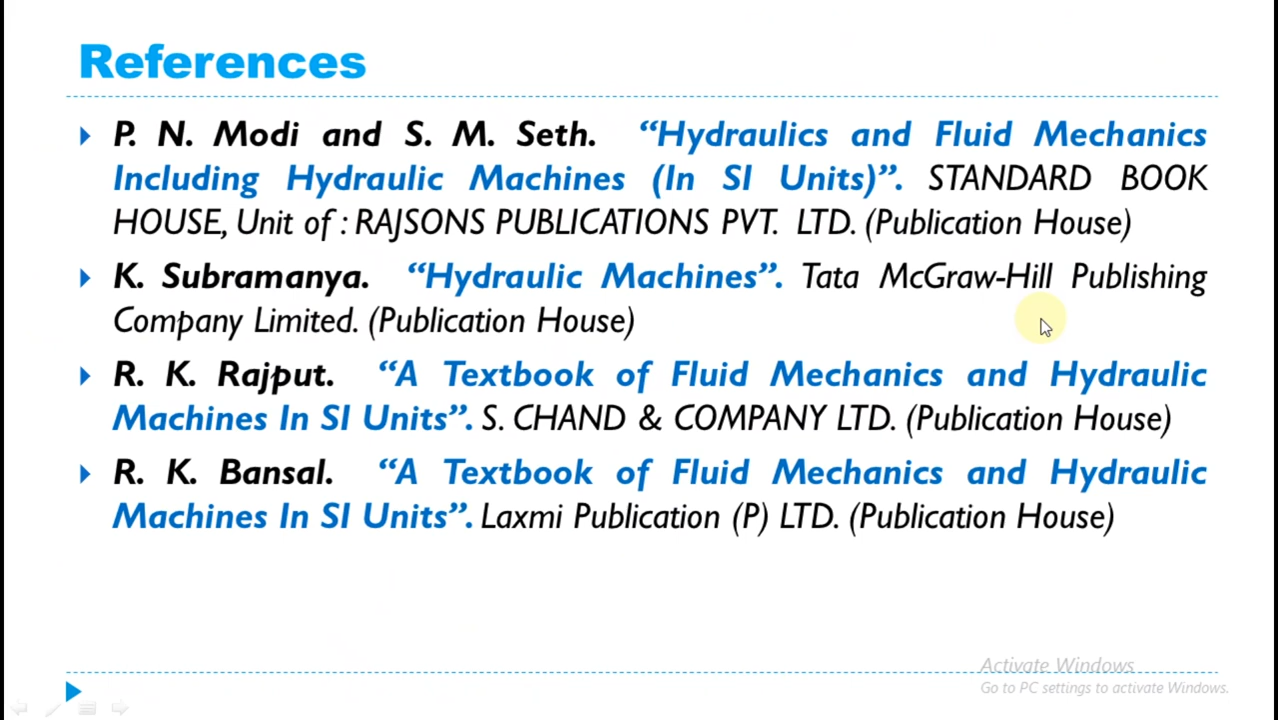 References
P. N. Modi and S. M. Seth. “Hydraulics and Fluid Mechanics
Including Hydraulic Machines (In SI Units)”. STANDARD BOOK
HOUSE, Unit of : RAJSONS PUBLICATIONS PVT. LTD. (Publication House)
K. Subramanya. “Hydraulic Machines”. Tata McGraw-Hill Publishing
Company Limited. (Publication House)
R. K. Rajput. “A Textbook of Fluid Mechanics and Hydraulic
Machines In SI Units”. S. CHAND & COMPANY LTD. (Publication House)
R. K. Bansal. “A Textbook of Fluid Mechanics and Hydraulic
Machines In SI Units”. Laxmi Publication (P) LTD. (Publication House)
Activate Windows
Go to PC settings to activate Windows.